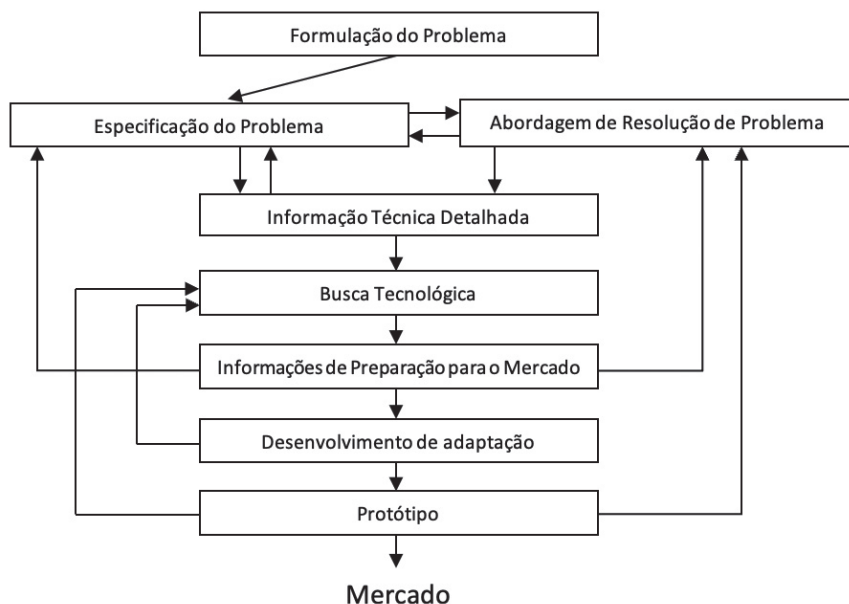 Formulação do Problema
Especificação do Problema
Abordagem de Resolução de Problema
Informação Técnica Detalhada
Busca Tecnológica
Informações de Preparação para o Mercado
Desenvolvimento de adaptação
Protótipo
Mercado